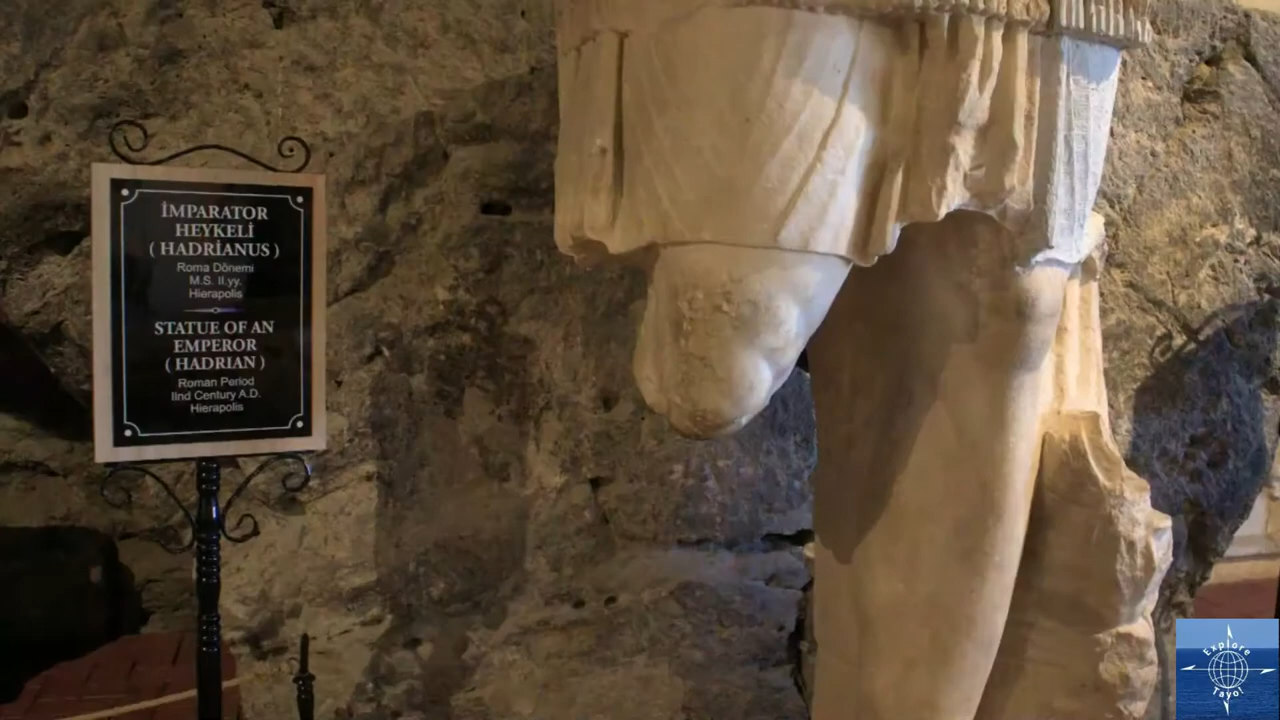 İMPARATOR
HEYKELİ
( HADRİANUS )
Roma Dönemi
M.S. II.yy.
Hierapolis
STATUE OF AN
EMPEROR
( HADRIAN )
Roman Period
IInd Century A.D.
Hierapolis
Explore
Tayo!